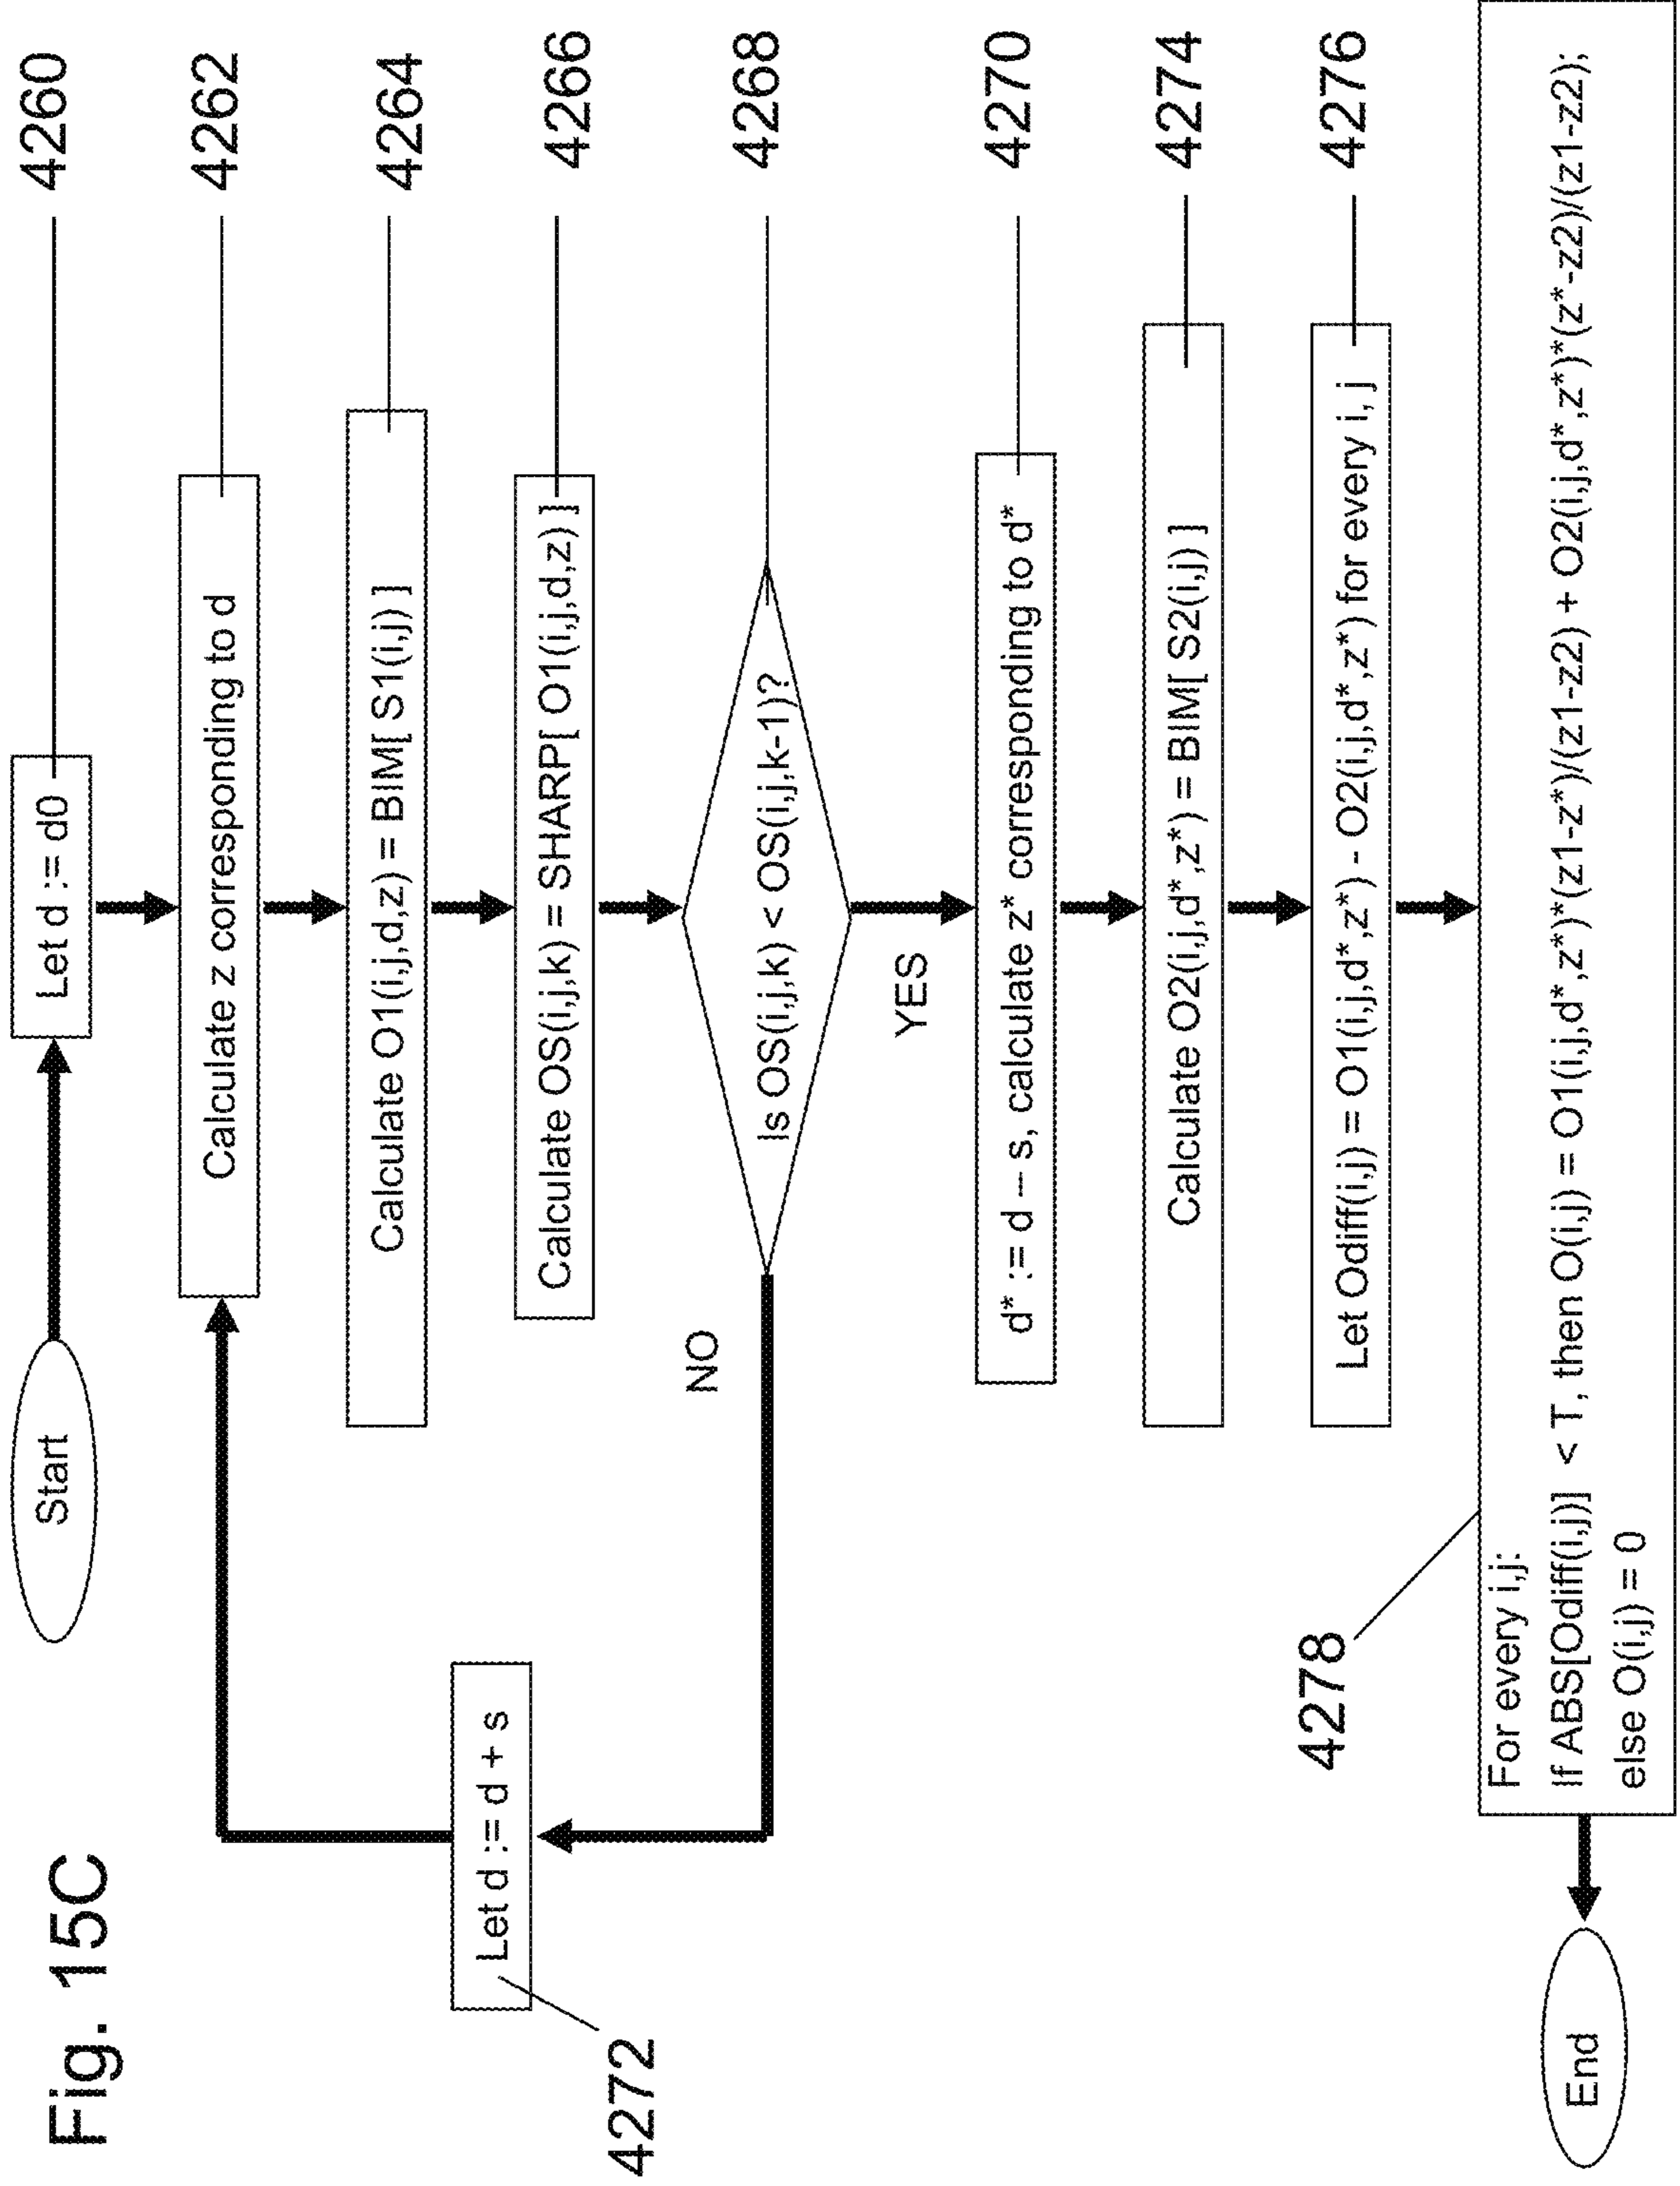 Fig. 15C
Start
Let d := d0
4260
Calculate z corresponding to d
4262
Calculate O1(i,j,d,z) = BIM[ S1(i,j) ]
4264
Calculate OS(i,j,k) = SHARP[ O1(i,j,d,z) ]
4266
Is OS(i,j,k) < OS(i,j,k-1)?
4268
NO
YES
Let d := d + s
4272
d* := d – s, calculate z* corresponding to d*
4270
Calculate O2(i,j,d*,z*) = BIM[ S2(i,j) ]
4274
Let Odiff(i,j) = O1(i,j,d*,z*) - O2(i,j,d*,z*) for every i, j
4276
4278
For every i,j:
If ABS[Odiff(i,j)] < T, then O(i,j) = O1(i,j,d*,z*)*(z1-z*)/(z1-z2) + O2(i,j,d*,z*)*(z*-z2)/(z1-z2);
else O(i,j) = 0
End